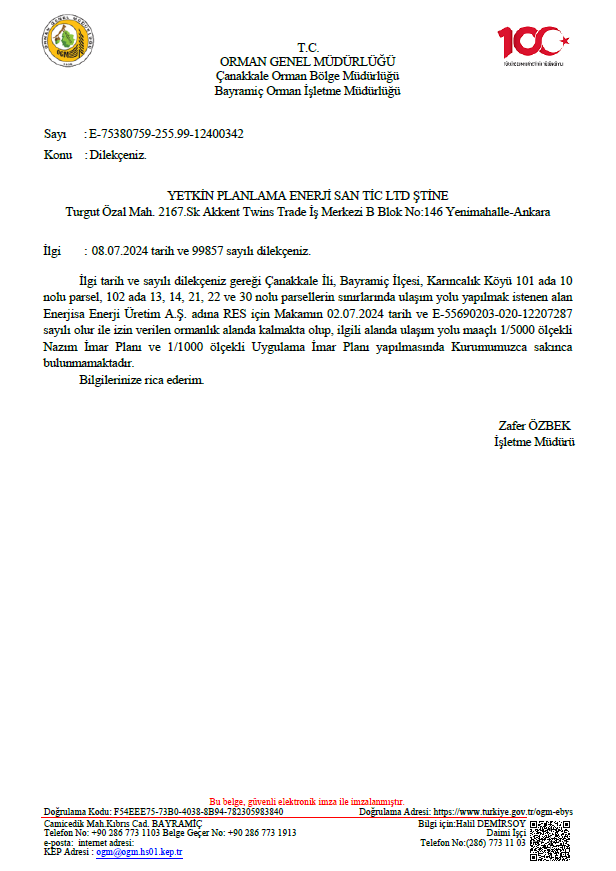 T.C.
ORMAN GENEL MÜDÜRLÜĞÜ
Çanakkale Orman Bölge Müdürlüğü
Bayramiç Orman İşletme Müdürlüğü
Sayı : E-75380759-255.99-12400342
Konu : Dilekçeniz.
YETKİN PLANLAMA ENERJİ SAN TİC LTD ŞTİNE
Turgut Özal Mah. 2167.Sk Akkent Twins Trade İş Merkezi B Blok No:146 Yenimahalle-Ankara
İlgi : 08.07.2024 tarih ve 99857 sayılı dilekçeniz.
İlgi tarih ve sayılı dilekçeniz gereği Çanakkale İli, Bayramiç İlçesi, Karıncalık Köyü 101 ada 10
nolu parsel, 102 ada 13, 14, 21, 22 ve 30 nolu parsellerin sınırlarında ulaşım yolu yapılmak istenen alan
Enerjisa Enerji Üretim A.Ş. adına RES için Makamın 02.07.2024 tarih ve E-55690203-020-12207287
sayılı olur ile izin verilen ormanlık alanda kalmakta olup, ilgili alanda ulaşım yolu maaçlı 1/5000 ölçekli
Nazım İmar Planı ve 1/1000 ölçekli Uygulama İmar Planı yapılmasında Kurumumuzca sakınca
bulunmamaktadır.
Bilgilerinize rica ederim.
Zafer ÖZBEK
İşletme Müdürü
Bu belge, güvenli elektronik imza ile imzalanmıştır.
Doğrulama Kodu: F54EEE75-73B0-4038-8B94-782305983840 Doğrulama Adresi: https://www.turkiye.gov.tr/ogm-ebys
Camicedik Mah.Kıbrıs Cad. BAYRAMİÇ Bilgi için:Halil DEMİRSOY
Telefon No: +90 286 773 1103 Belge Geçer No: +90 286 773 1913 Daimi İşçi
e-posta: internet adresi: Telefon No:(286) 773 11 03
KEP Adresi : ogm@ogm.hs01.kep.tr